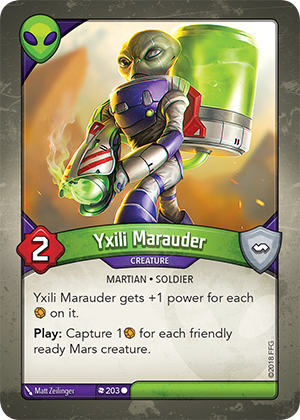 Yxili Marauder
2
CREATURE
MARTIAN • SOLDIER
Yxili Marauder gets +1 power for each
on it.
Play: Capture 1 for each friendly
ready Mars creature.
©2018 FFG
Matt Zeilinger
203